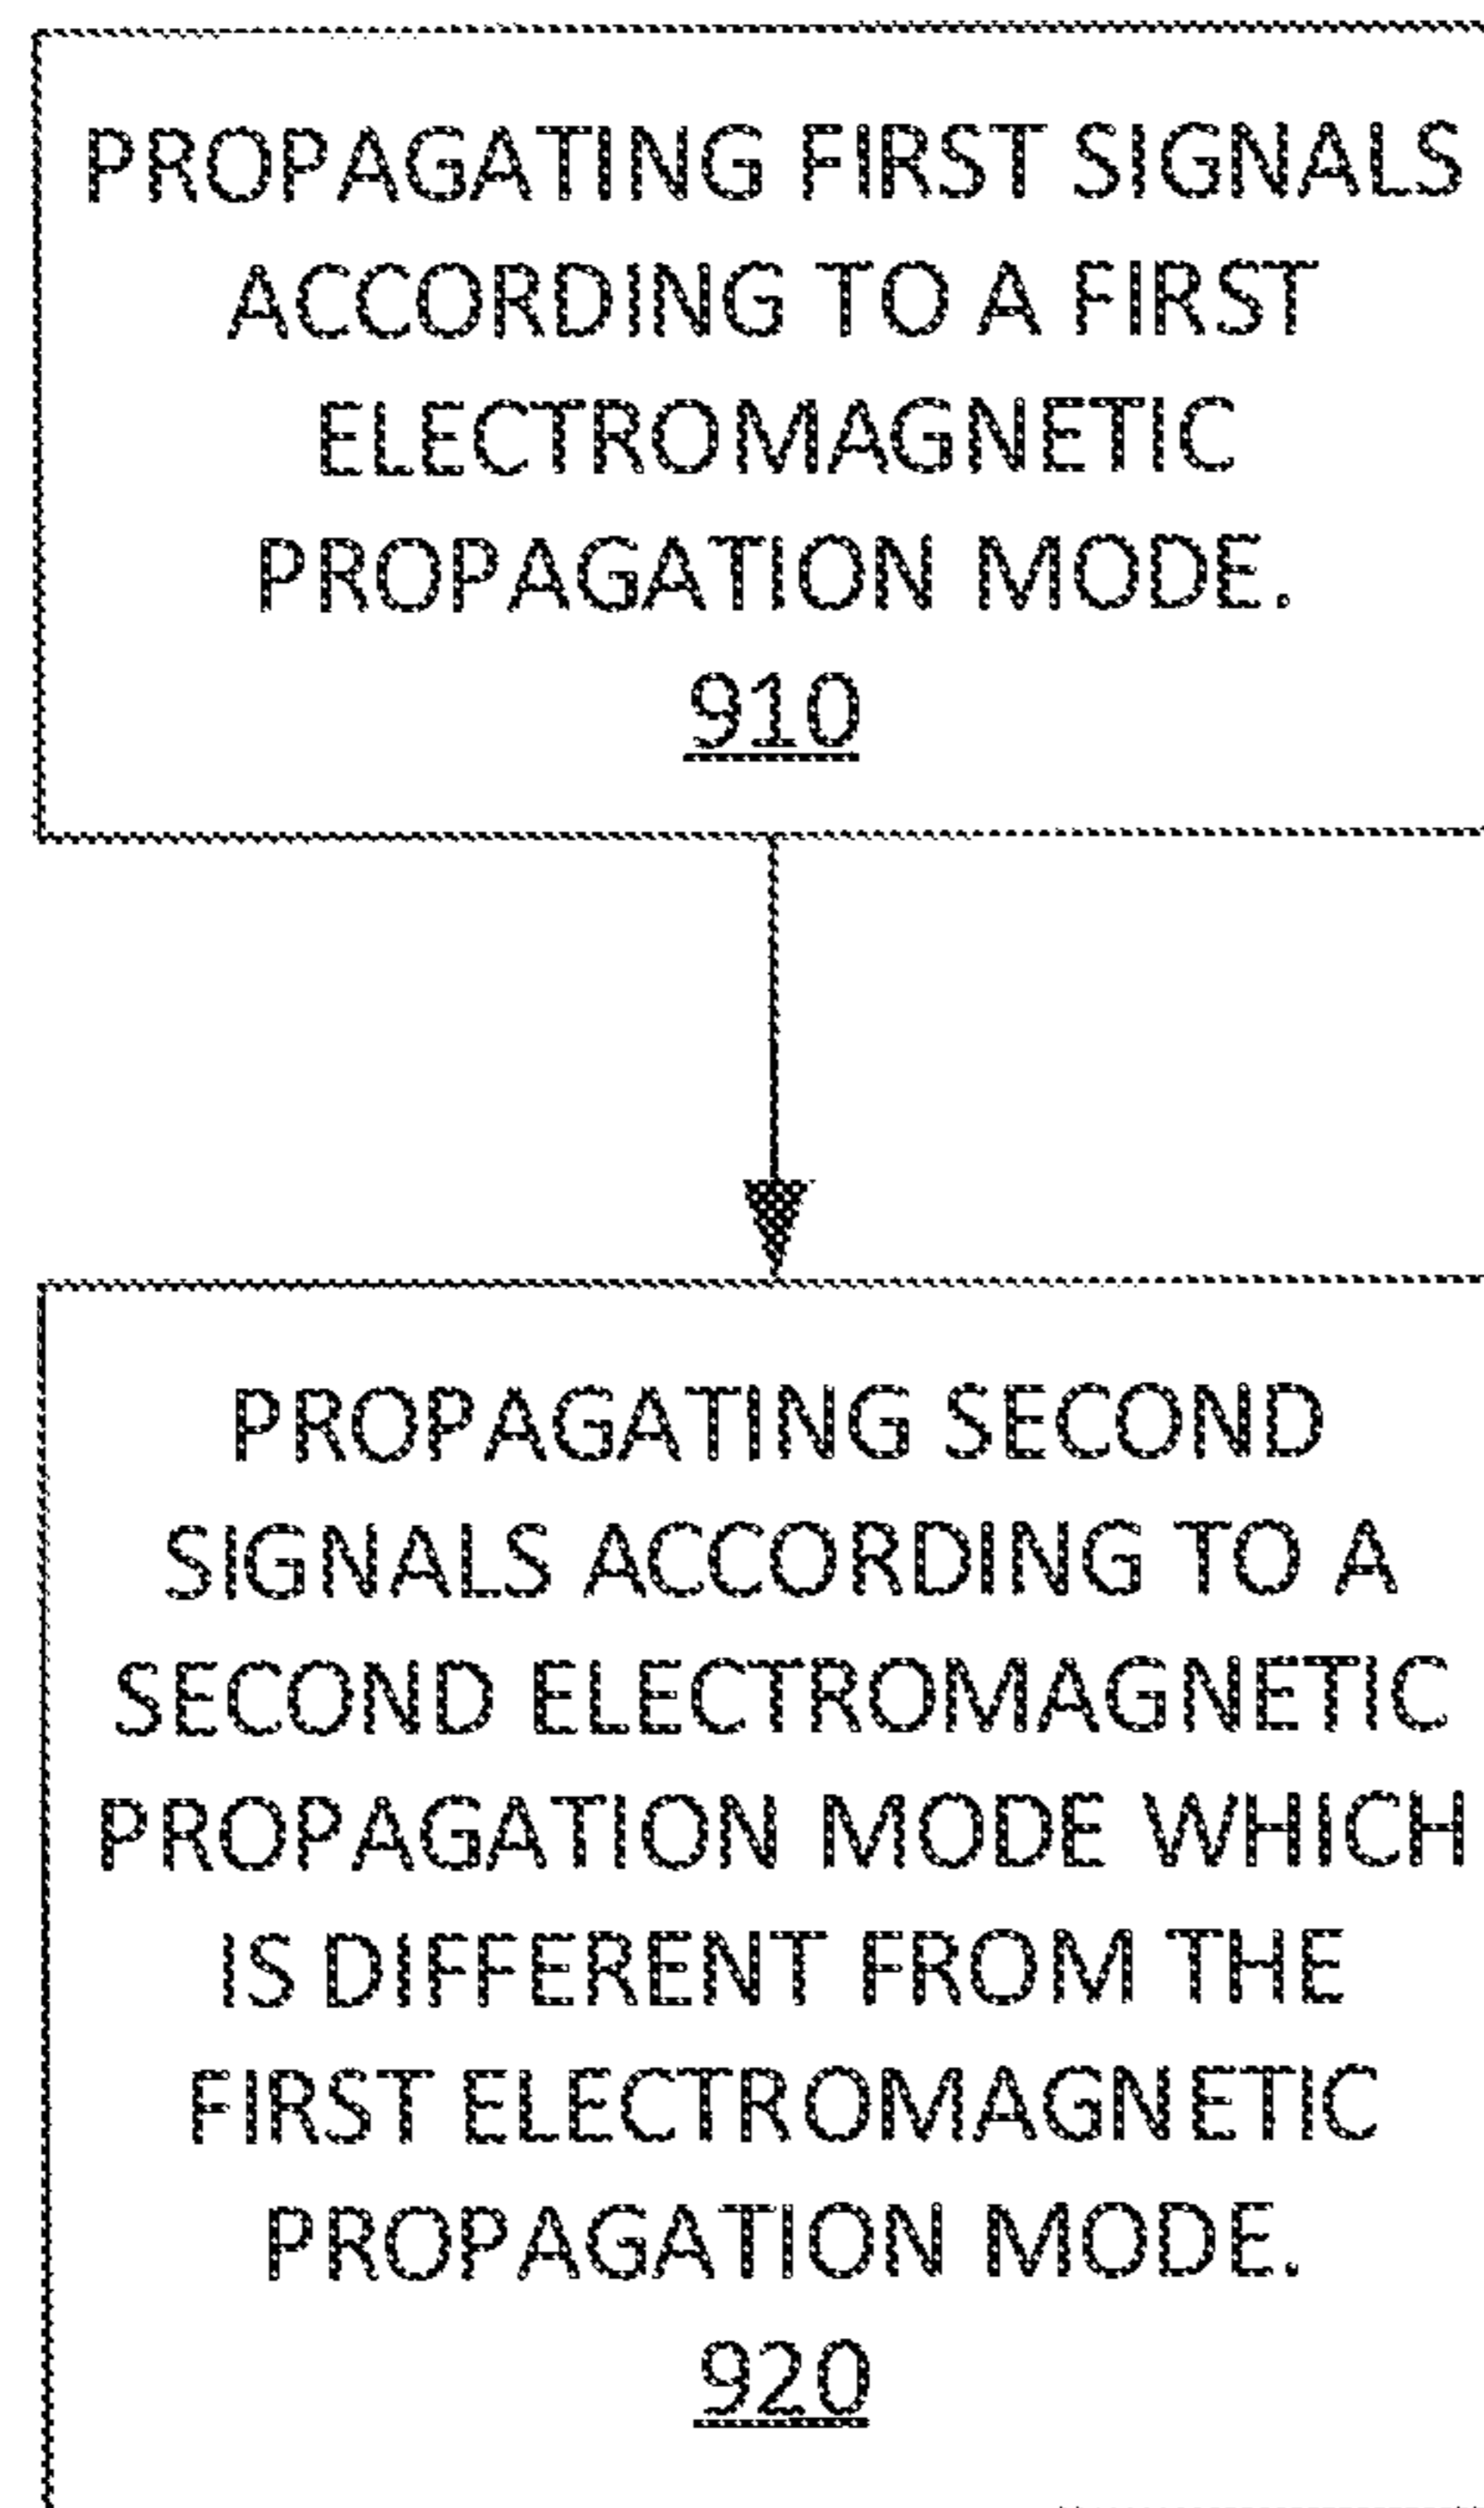 PROPAGATING FIRST SIGNALS
ACCORDING TO A FIRST
ELECTROMAGNETIC
PROPAGATION MODE.
910
PROPAGATING SECOND
SIGNALS ACCORDING TO A
SECOND ELECTROMAGNETIC
PROPAGATION MODE WHICH
IS DIFFERENT FROM THE
FIRST ELECTROMAGNETIC
PROPAGATION MODE.
920